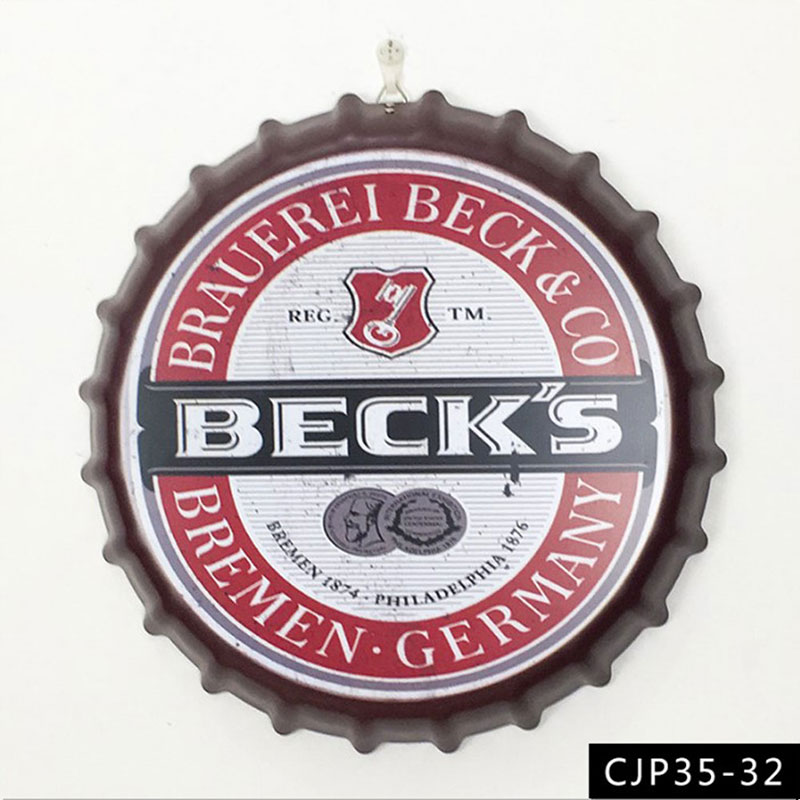 BRAUEREI BECK & CO
REG. TM.
BECK'S
BREMEN 1874 · PHILADELPHIA 1876
BREMEN · GERMANY
CJP35-32